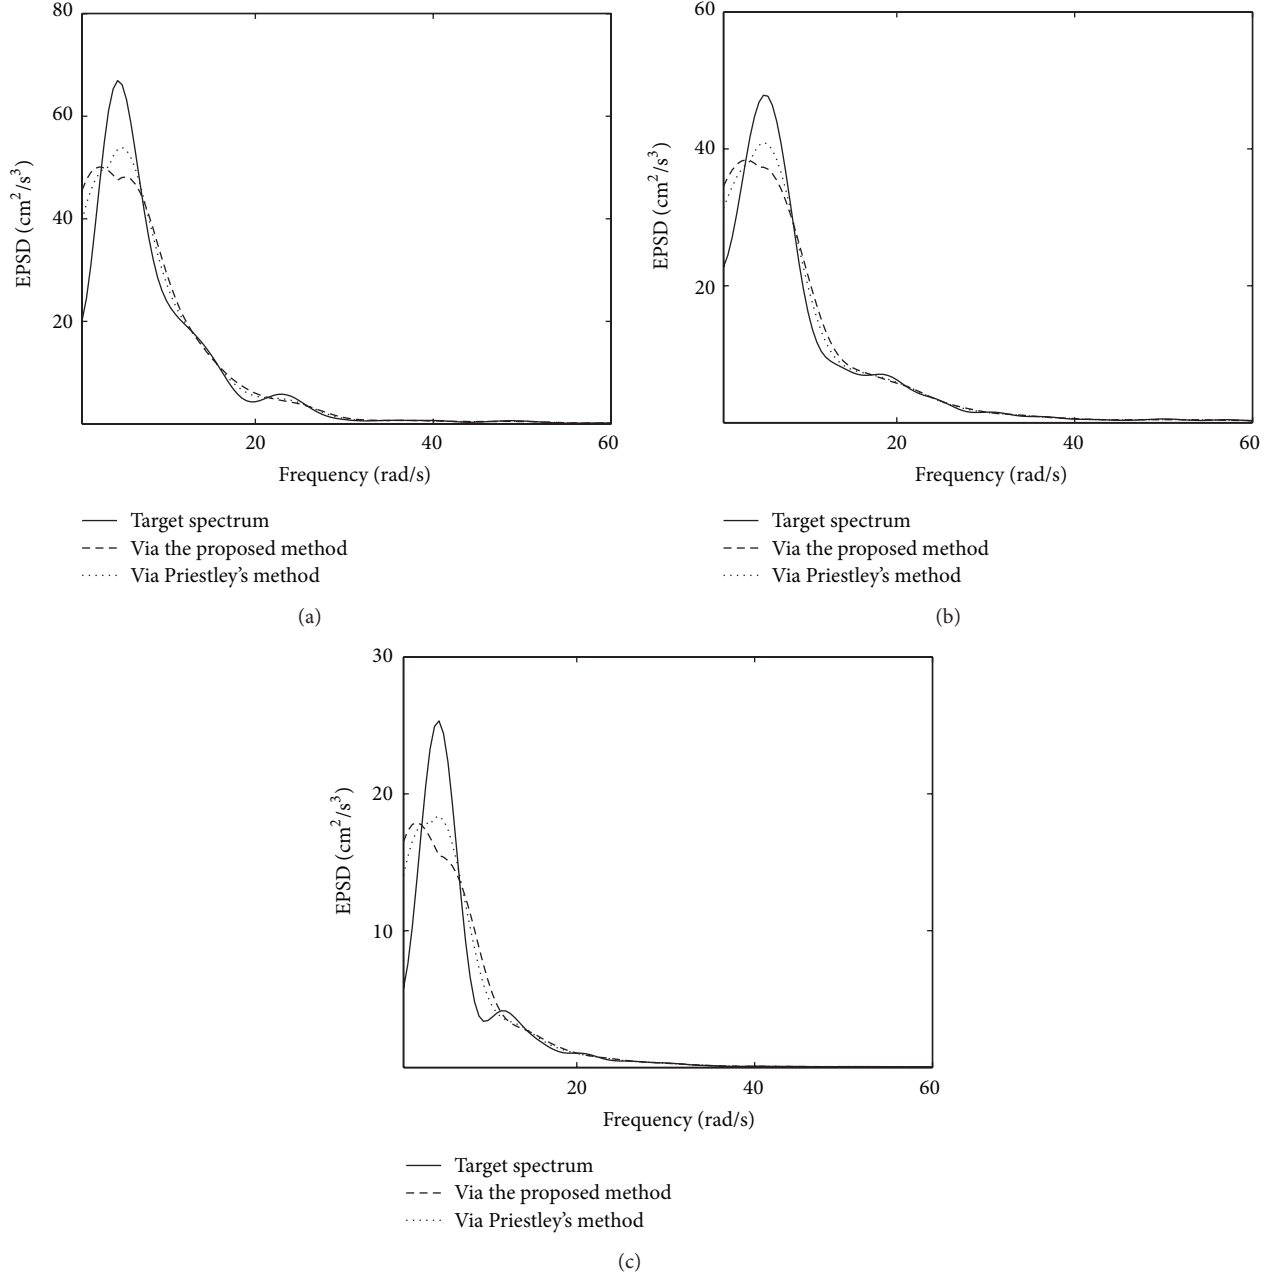 80
60
40
20
20
40
60
EPSD (cm²/s³)
Frequency (rad/s)
Target spectrum
Via the proposed method
Via Priestley's method
(a)
60
40
20
20
40
60
EPSD (cm²/s³)
Frequency (rad/s)
Target spectrum
Via the proposed method
Via Priestley's method
(b)
30
20
10
20
40
60
EPSD (cm²/s³)
Frequency (rad/s)
Target spectrum
Via the proposed method
Via Priestley's method
(c)